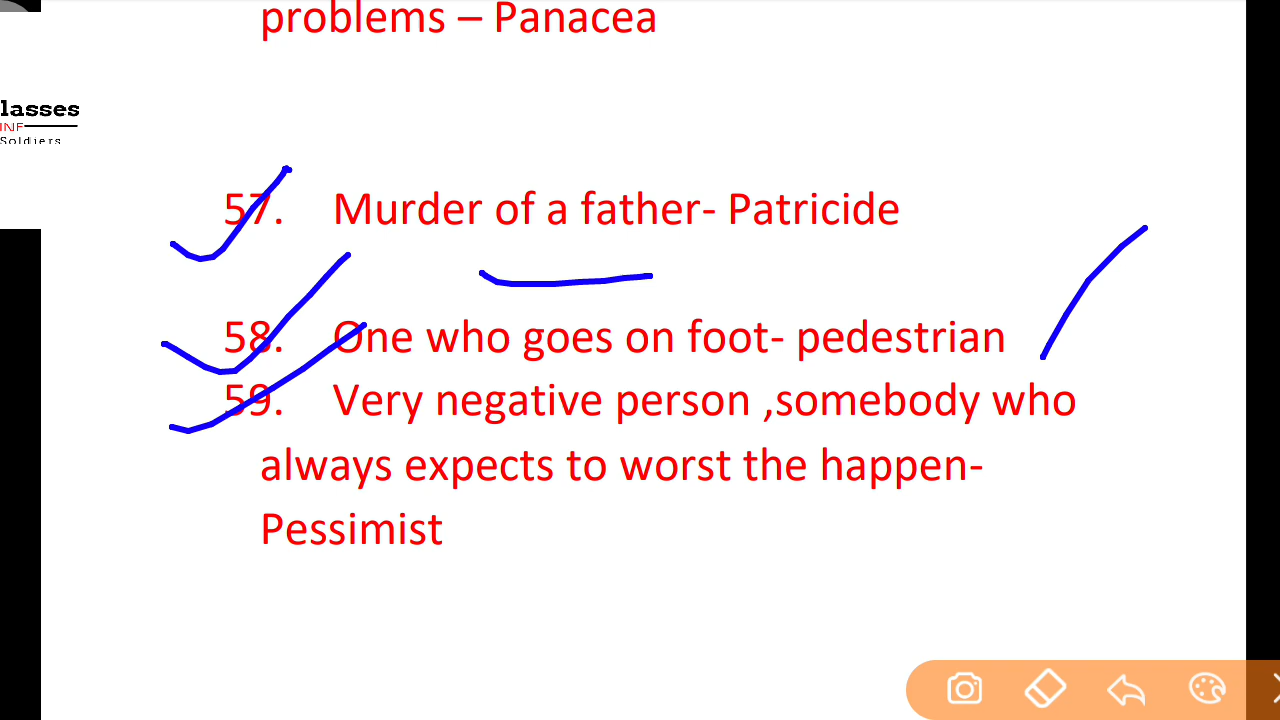 problems – Panacea
lasses
INF
Soldiers
57. Murder of a father- Patricide
58. One who goes on foot- pedestrian
59. Very negative person ,somebody who
always expects to worst the happen-
Pessimist